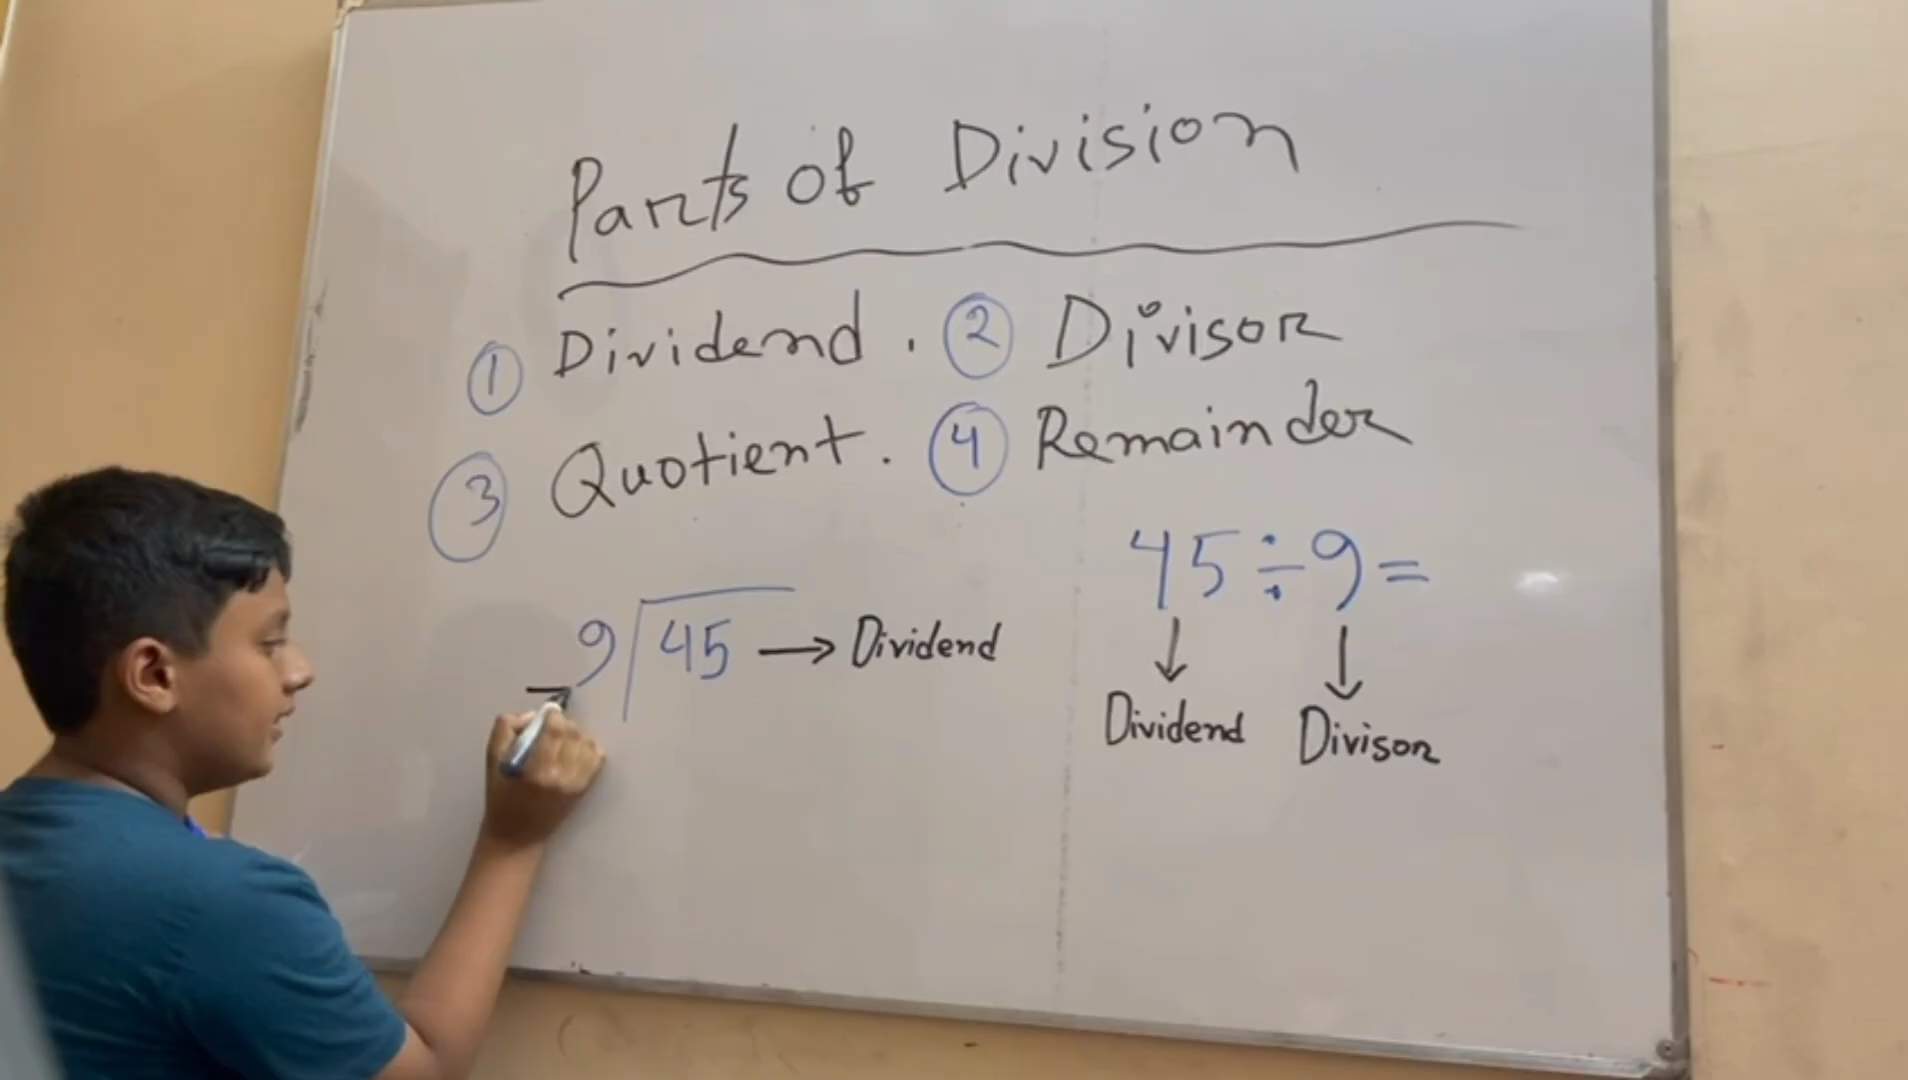 Parts of Division
① Dividend . ② Divisor
③ Quotient . ④ Remainder
45 ÷ 9 =
9 45 → Dividend
↓ ↓
Dividend Divisor